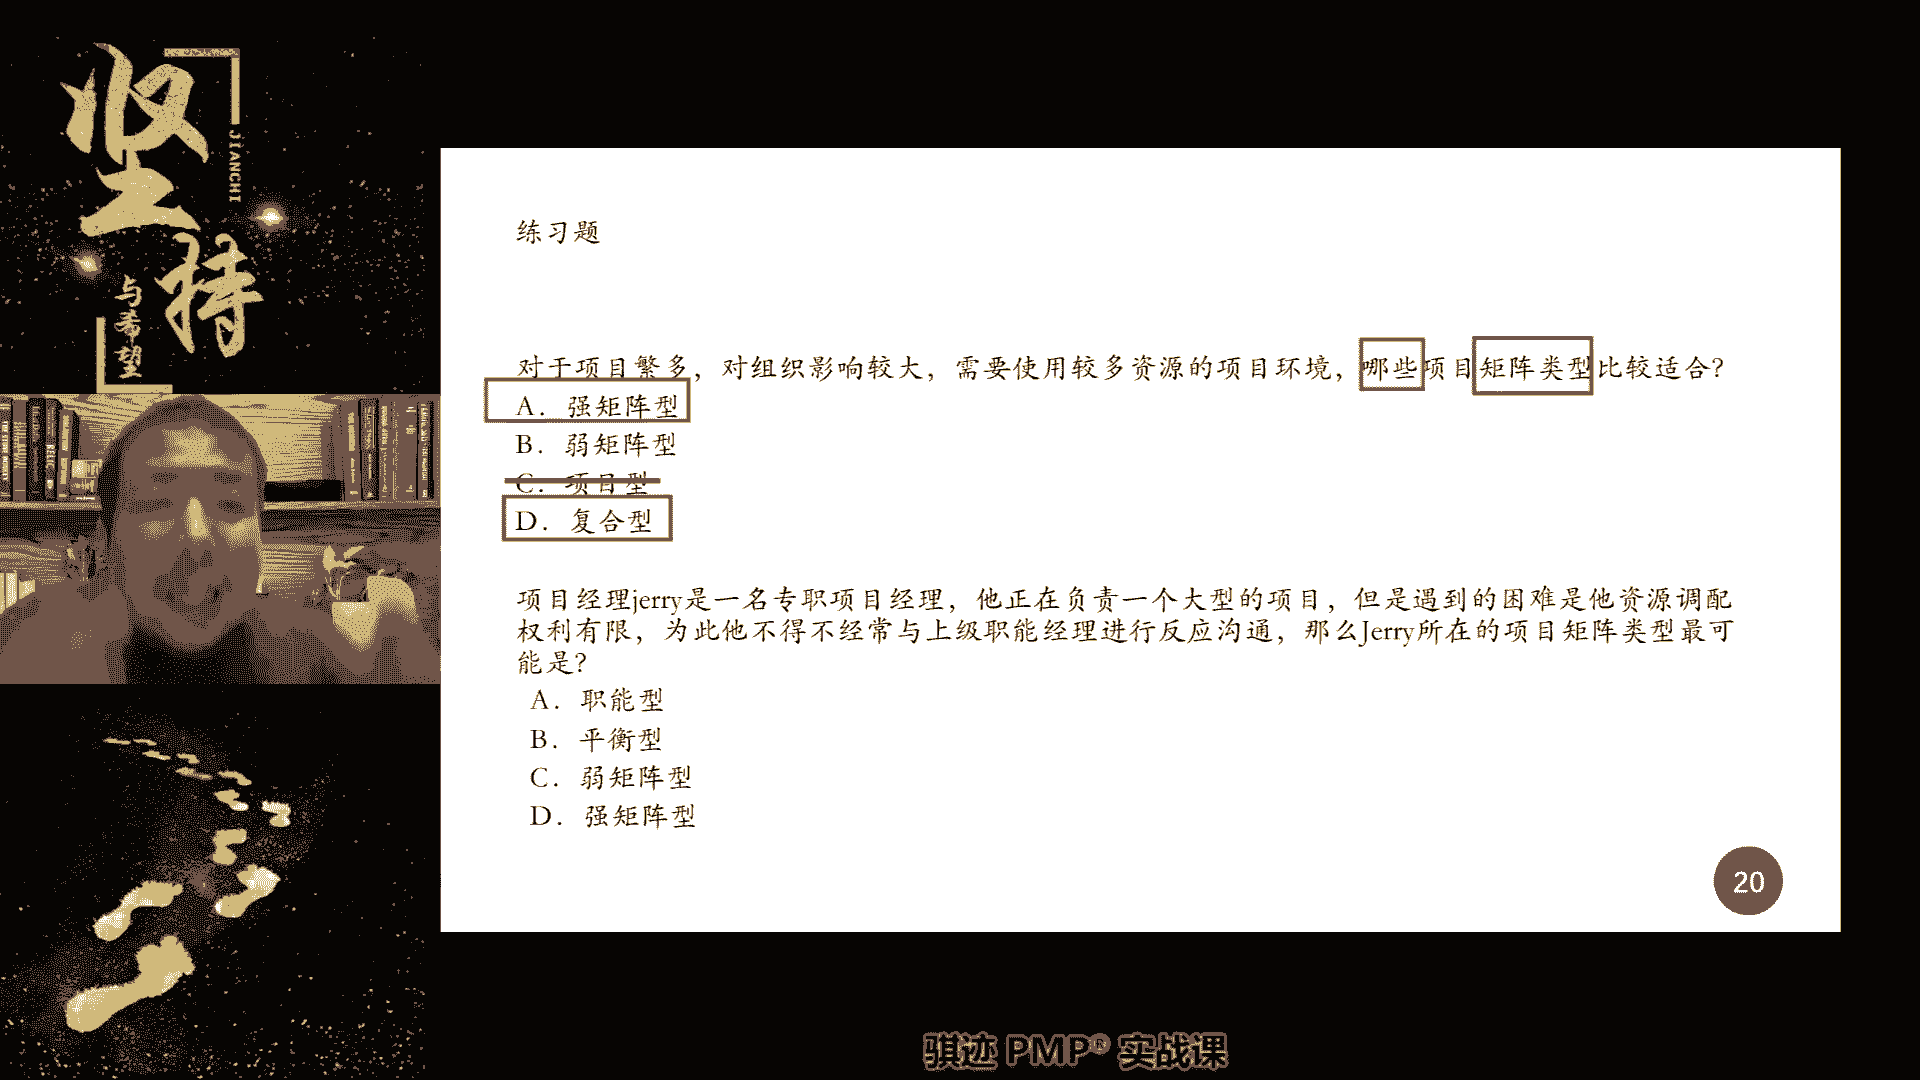 坚持
JIANCHI
与希望
练习题
对于项目繁多，对组织影响较大，需要使用较多资源的项目环境，哪些项目矩阵类型比较适合？
A．强矩阵型
B．弱矩阵型
C．项目型
D．复合型
项目经理jerry是一名专职项目经理，他正在负责一个大型的项目，但是遇到的困难是他资源调配
权利有限，为此他不得不经常与上级职能经理进行反应沟通，那么Jerry所在的项目矩阵类型最可
能是？
A．职能型
B．平衡型
C．弱矩阵型
D．强矩阵型
20
骐迹 PMP® 实战课